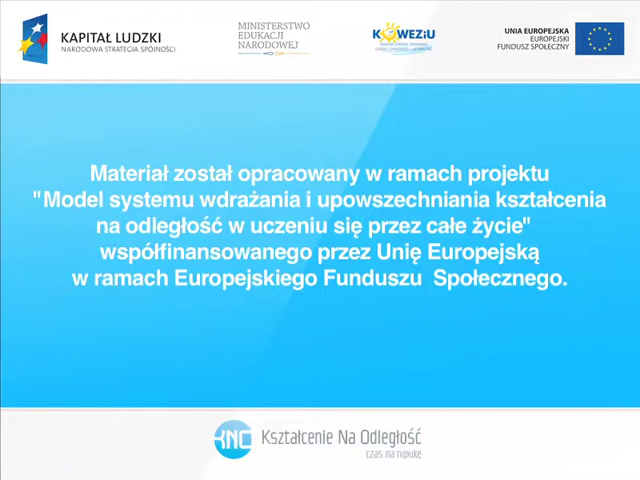 KAPITAŁ LUDZKI
NARODOWA STRATEGIA SPÓJNOŚCI
MINISTERSTWO
EDUKACJI
NARODOWEJ
KOWEZiU
UNIA EUROPEJSKA
EUROPEJSKI
FUNDUSZ SPOŁECZNY
Materiał został opracowany w ramach projektu
"Model systemu wdrażania i upowszechniania kształcenia
na odległość w uczeniu się przez całe życie"
współfinansowanego przez Unię Europejską
w ramach Europejskiego Funduszu Społecznego.
KNO Kształcenie Na Odległość
czas na n@ukę